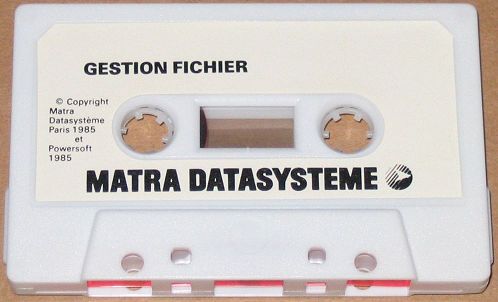 GESTION FICHIER
© Copyright
Matra
Datasystème
Paris 1985
et
Powersoft
1985
MATRA DATASYSTEME